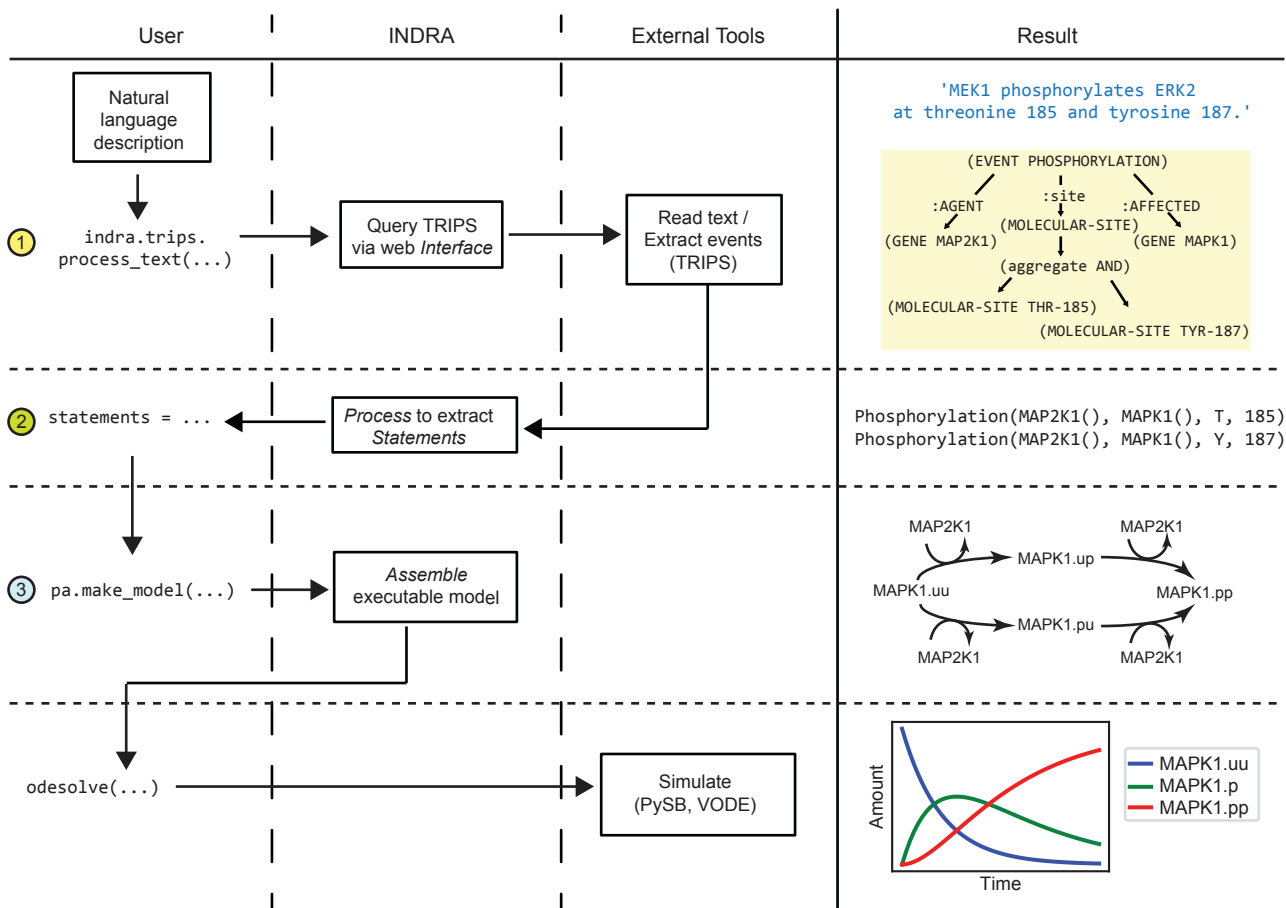 User
INDRA
External Tools
Result
Natural
language
description
'MEK1 phosphorylates ERK2
at threonine 185 and tyrosine 187.'
1
indra.trips.
process_text(...)
Query TRIPS
via web Interface
Read text /
Extract events
(TRIPS)
(EVENT PHOSPHORYLATION)
:AGENT
:site
:AFFECTED
(GENE MAP2K1)
(MOLECULAR-SITE)
(GENE MAPK1)
(aggregate AND)
(MOLECULAR-SITE THR-185)
(MOLECULAR-SITE TYR-187)
2
statements = ...
Process to extract
Statements
Phosphorylation(MAP2K1(), MAPK1(), T, 185)
Phosphorylation(MAP2K1(), MAPK1(), Y, 187)
3
pa.make_model(...)
Assemble
executable model
MAP2K1
MAP2K1
MAPK1.up
MAPK1.uu
MAPK1.pp
MAPK1.pu
MAP2K1
MAP2K1
odesolve(...)
Simulate
(PySB, VODE)
Amount
Time
MAPK1.uu
MAPK1.p
MAPK1.pp